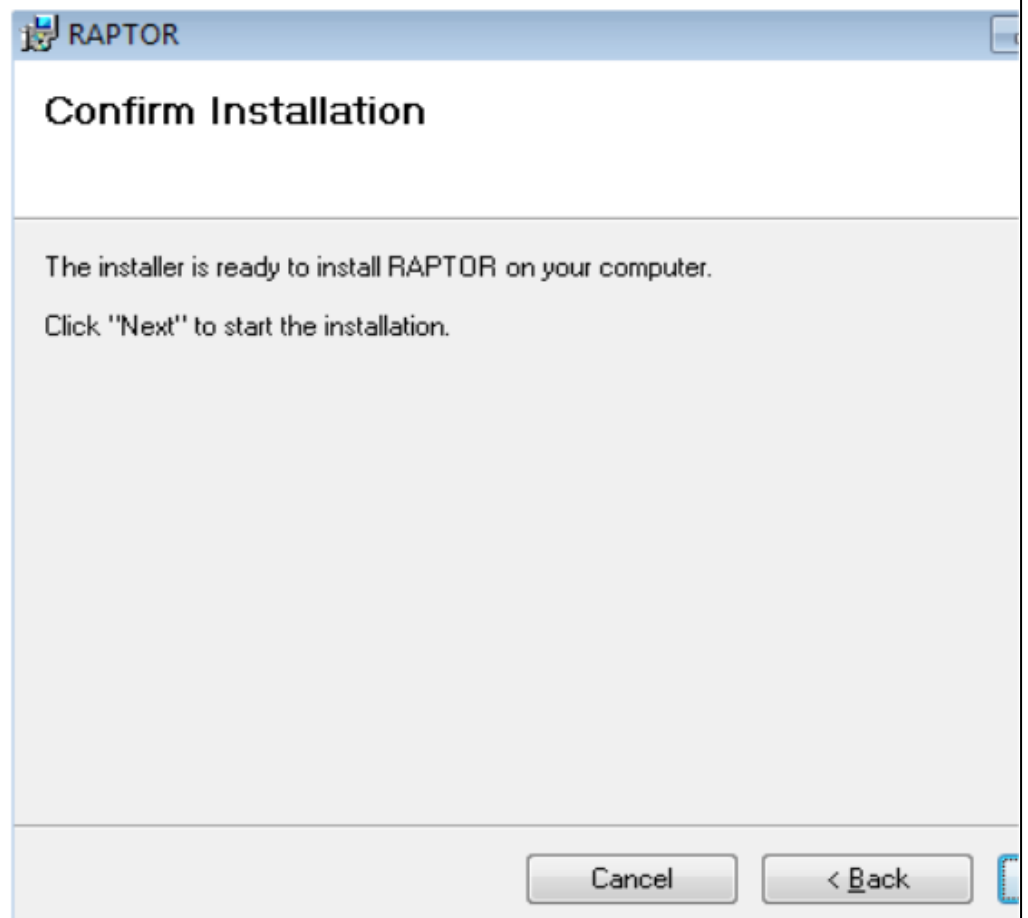 RAPTOR
Confirm Installation
The installer is ready to install RAPTOR on your computer.
Click "Next" to start the installation.
Cancel
< Back